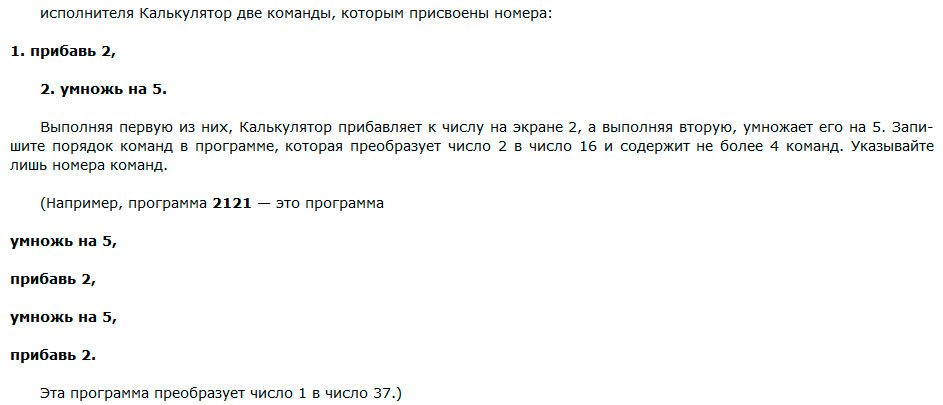 исполнителя Калькулятор две команды, которым присвоены номера:
1. прибавь 2,
2. умножь на 5.
Выполняя первую из них, Калькулятор прибавляет к числу на экране 2, а выполняя вторую, умножает его на 5. Запи-
шите порядок команд в программе, которая преобразует число 2 в число 16 и содержит не более 4 команд. Указывайте
лишь номера команд.
(Например, программа 2121 — это программа
умножь на 5,
прибавь 2,
умножь на 5,
прибавь 2.
Эта программа преобразует число 1 в число 37.)